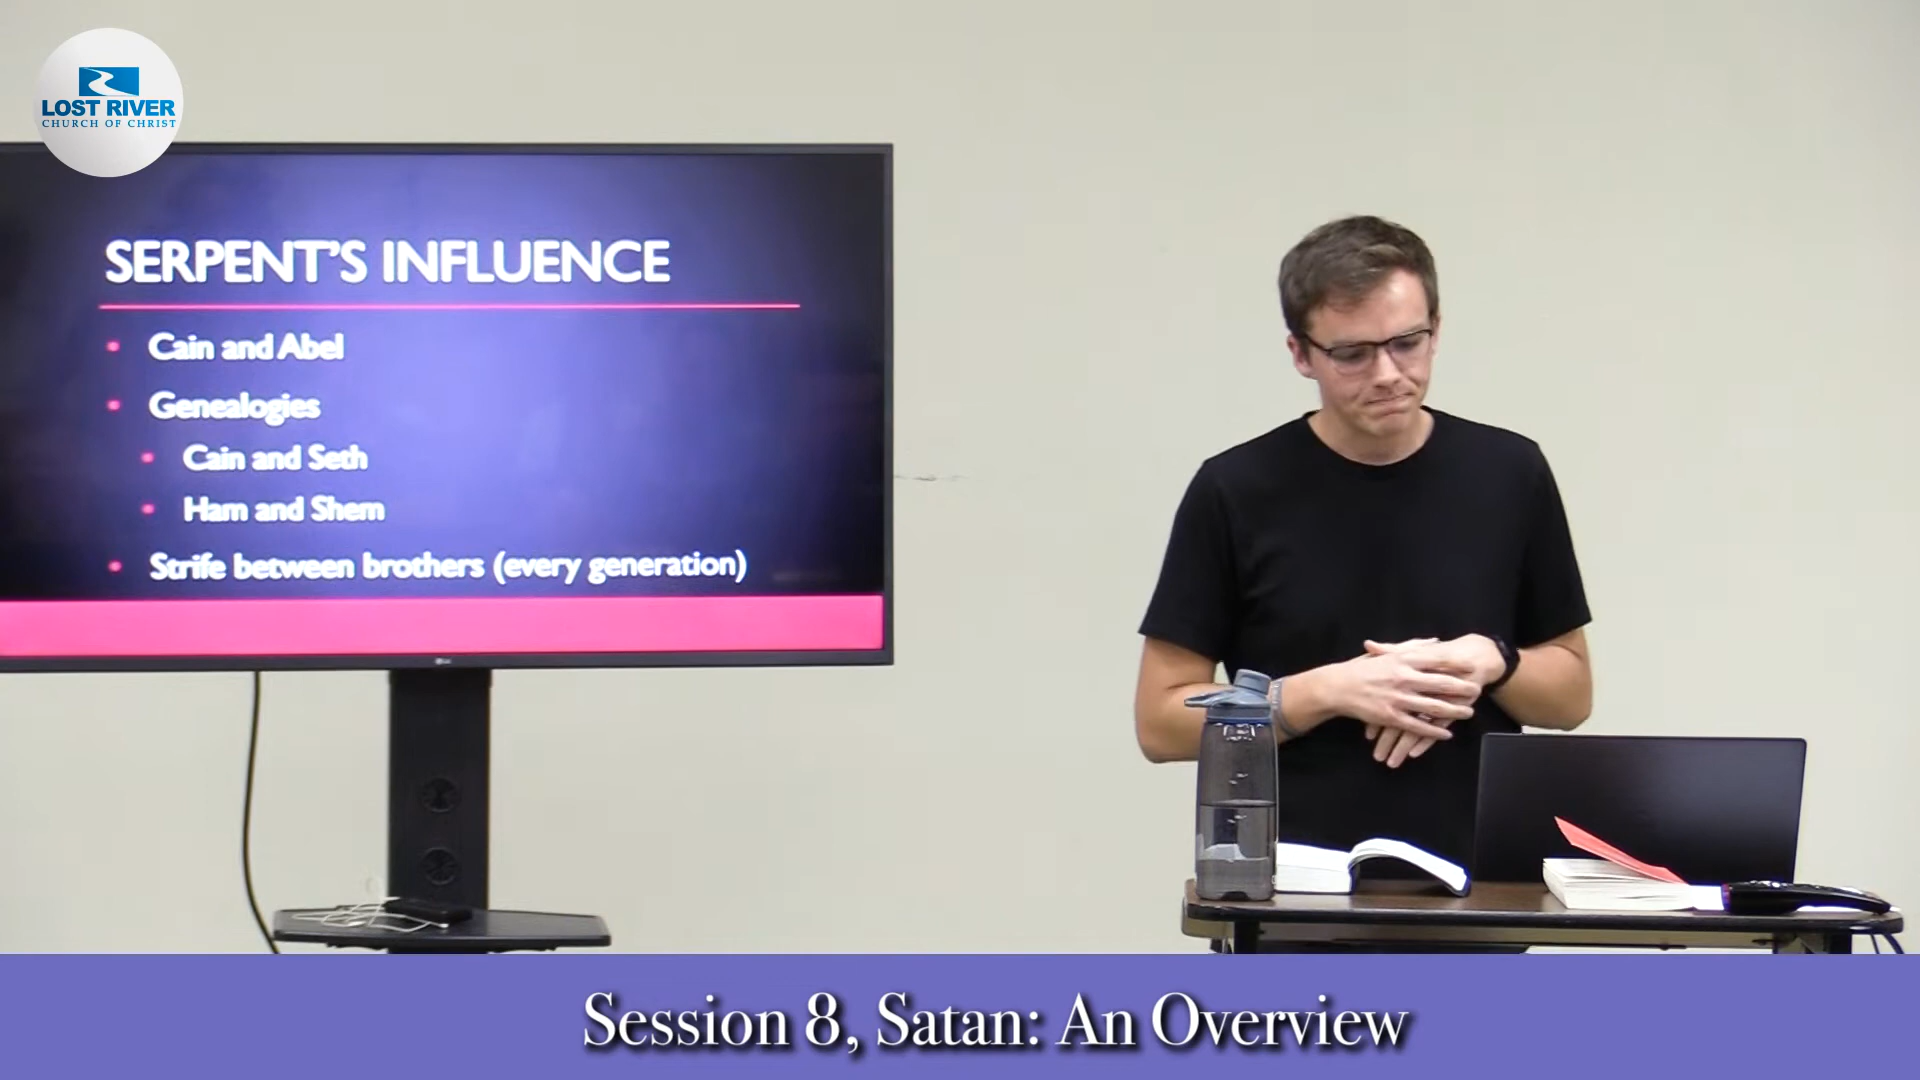 LOST RIVER
CHURCH OF CHRIST
SERPENT'S INFLUENCE
Cain and Abel
Genealogies
Cain and Seth
Ham and Shem
Strife between brothers (every generation)
LG
Session 8, Satan: An Overview